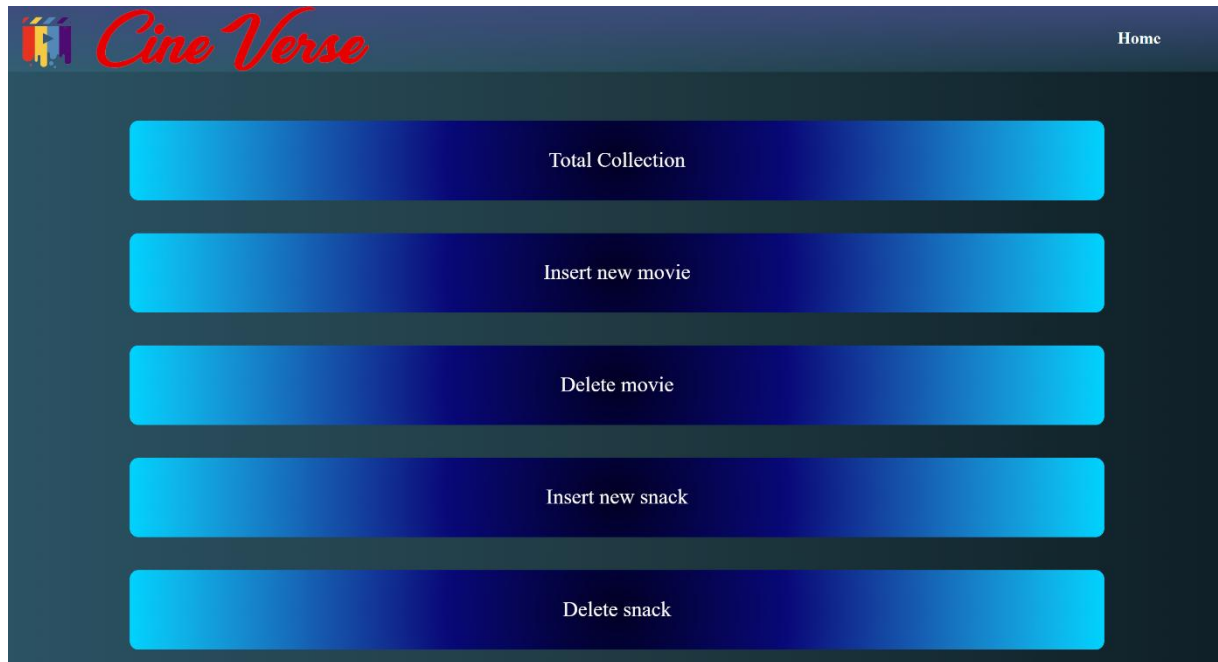 Cine Verse
Home
Total Collection
Insert new movie
Delete movie
Insert new snack
Delete snack